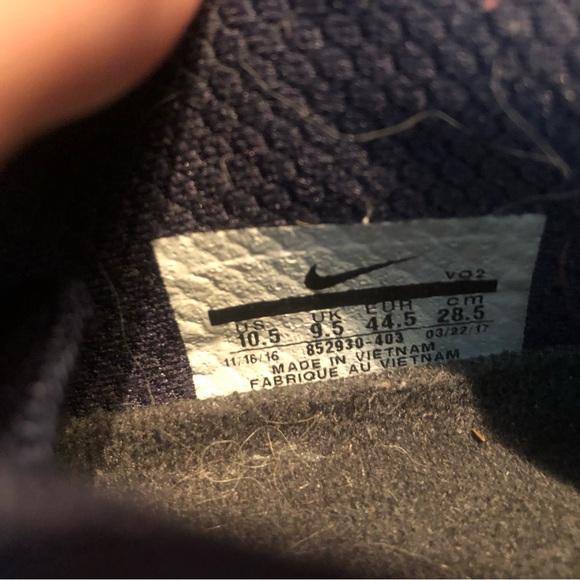 VO2
US UK EUR cm
10.5 9.5 44.5 28.5
11/16/16 852930-403 03/22/17
MADE IN VIETNAM
FABRIQUE AU VIETNAM